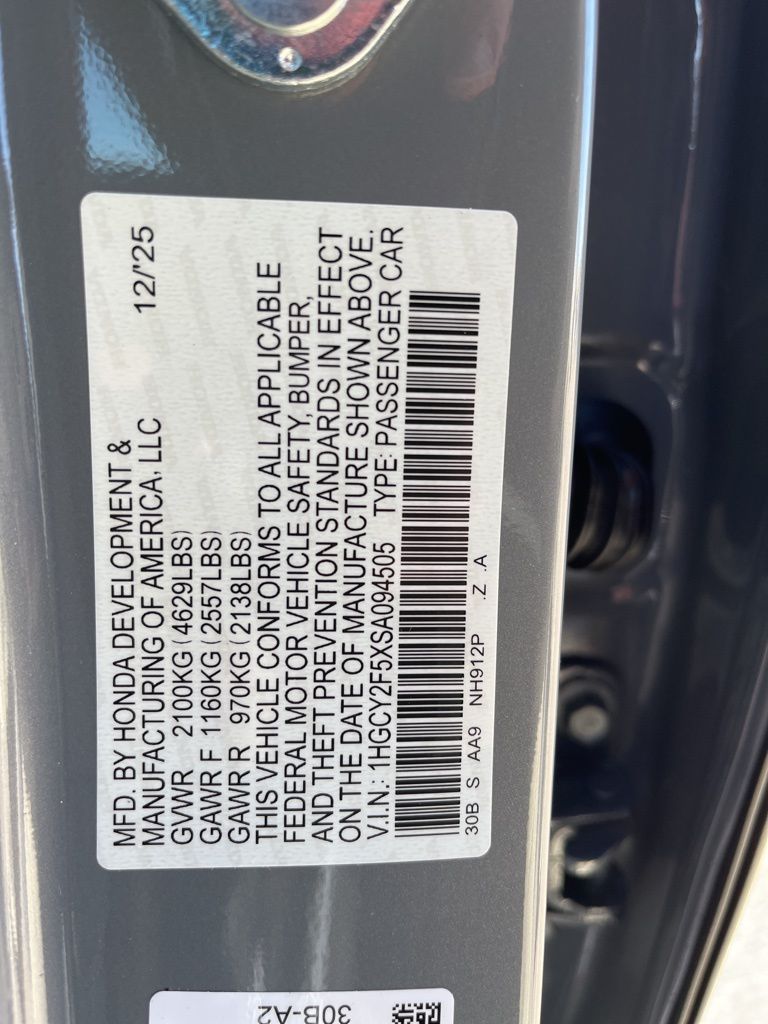 MFD. BY HONDA DEVELOPMENT &
MANUFACTURING OF AMERICA, LLC 12/'25
GVWR 2100KG (4629LBS)
GAWR F 1160KG (2557LBS)
GAWR R 970KG (2138LBS)
THIS VEHICLE CONFORMS TO ALL APPLICABLE
FEDERAL MOTOR VEHICLE SAFETY, BUMPER,
AND THEFT PREVENTION STANDARDS IN EFFECT
ON THE DATE OF MANUFACTURE SHOWN ABOVE.
V.I.N.: 1HGCY2F5XSA094505 TYPE: PASSENGER CAR
30B S AA9 NH912P .Z .A
30B-A2